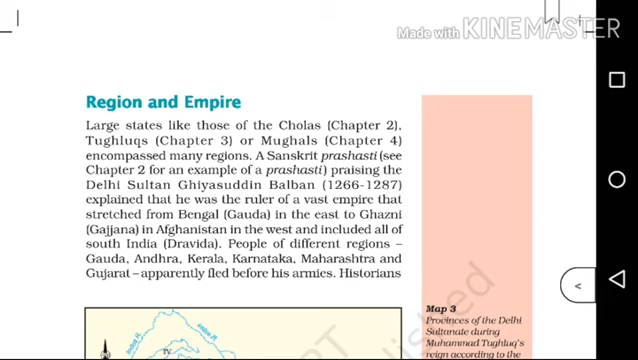 Made with KINEMASTER
Region and Empire
Large states like those of the Cholas (Chapter 2),
Tughluqs (Chapter 3) or Mughals (Chapter 4)
encompassed many regions. A Sanskrit prashasti (see
Chapter 2 for an example of a prashasti) praising the
Delhi Sultan Ghiyasuddin Balban (1266-1287)
explained that he was the ruler of a vast empire that
stretched from Bengal (Gauda) in the east to Ghazni
(Gajjana) in Afghanistan in the west and included all of
south India (Dravida). People of different regions –
Gauda, Andhra, Kerala, Karnataka, Maharashtra and
Gujarat – apparently fled before his armies. Historians
Map 3
Provinces of the Delhi
Sultanate during
Muhammad Tughluq's
reign according to the